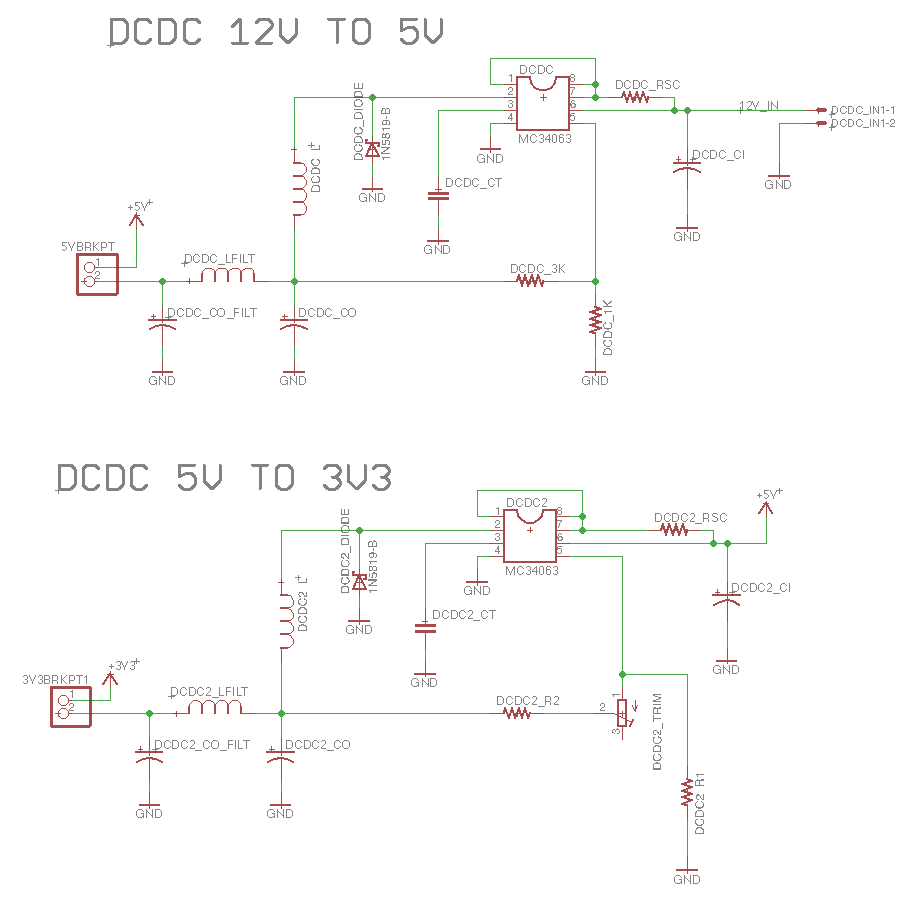 DCDC 12V TO 5V
DCDC
1 8
2 7
3 6
4 5
MC34063
DCDC_RSC
12V_IN
DCDC_IN1-1
DCDC_IN1-2
DCDC_DIODE
1N5819-B
GND
GND
DCDC_CT
GND
DCDC_CI
GND
GND
DCDC L
+5V
5VBRKPT
1
2
DCDC_LFILT
DCDC_3K
DCDC_CO_FILT
DCDC_CO
DCDC_1K
GND
GND
GND
DCDC 5V TO 3V3
DCDC2
1 8
2 7
3 6
4 5
MC34063
DCDC2_RSC
+5V
DCDC2_DIODE
1N5819-B
GND
GND
DCDC2_CT
GND
DCDC2_CI
GND
DCDC2 L
+3V3
3V3BRKPT1
1
2
DCDC2_LFILT
DCDC2_R2
1
2
3
DCDC2_TRIM
DCDC2_CO_FILT
DCDC2_CO
DCDC2_R1
GND
GND
GND